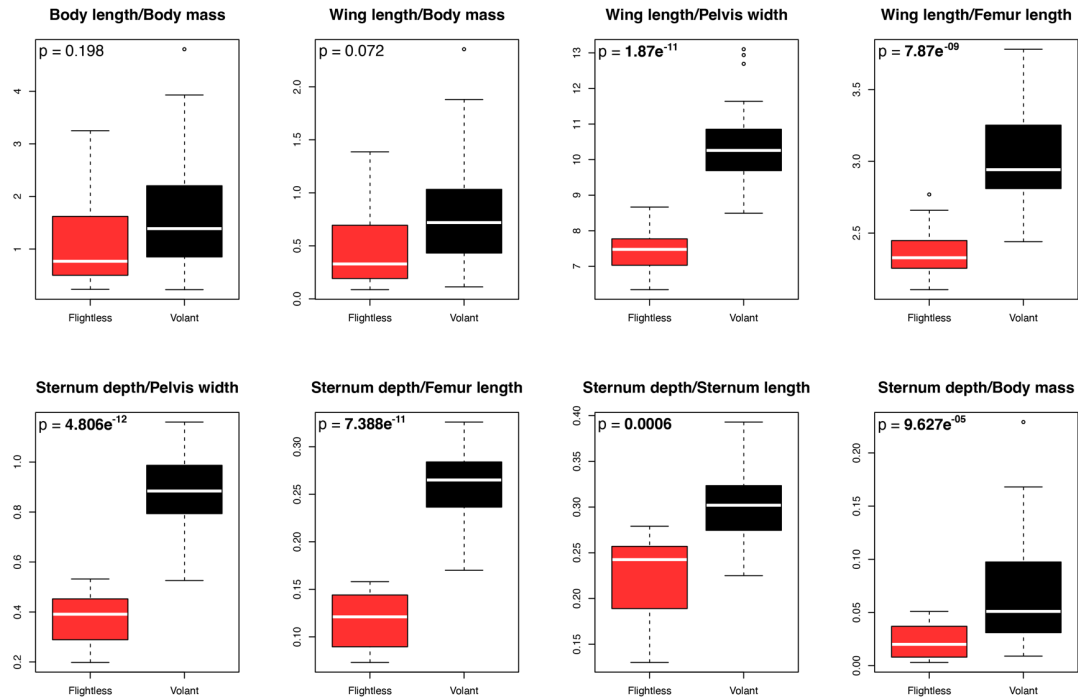 Body length/Body mass
p = 0.198
4
3
2
1
Flightless
Volant
Wing length/Body mass
p = 0.072
2.0
1.5
1.0
0.5
0.0
Flightless
Volant
Wing length/Pelvis width
p = 1.87e-11
13
12
11
10
9
8
7
Flightless
Volant
Wing length/Femur length
p = 7.87e-09
3.5
3.0
2.5
Flightless
Volant
Sternum depth/Pelvis width
p = 4.806e-12
1.0
0.8
0.6
0.4
0.2
Flightless
Volant
Sternum depth/Femur length
p = 7.388e-11
0.30
0.25
0.20
0.15
0.10
Flightless
Volant
Sternum depth/Sternum length
p = 0.0006
0.40
0.35
0.30
0.25
0.20
0.15
Flightless
Volant
Sternum depth/Body mass
p = 9.627e-05
0.20
0.15
0.10
0.05
0.00
Flightless
Volant